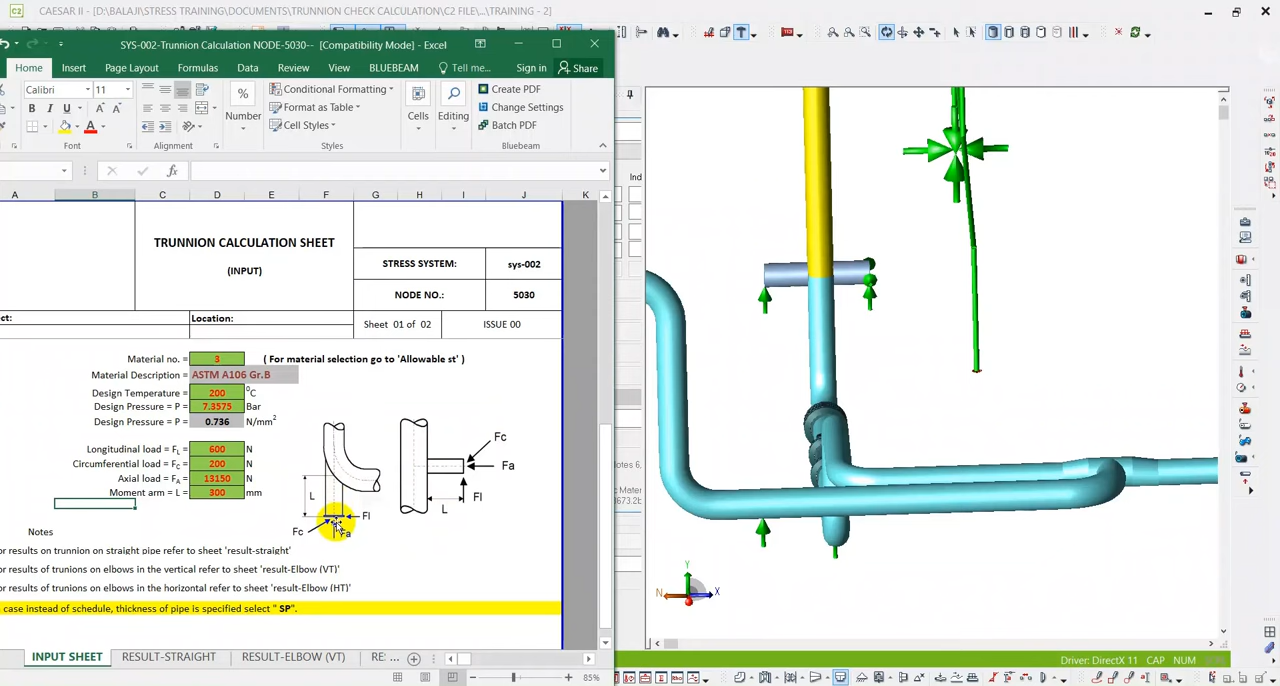 CAESAR II - [D:\BALAJI\STRESS TRAINING\DOCUMENTS\TRUNNION CHECK CALCULATION\C2 FILE\...\TRAINING - 2]
SYS-002-Trunnion Calculation NODE-5030-- [Compatibility Mode] - Excel
Home Insert Page Layout Formulas Data Review View BLUEBEAM Tell me... Sign in Share
Calibri 11
B I U
Number
Conditional Formatting
Format as Table
Cell Styles
Cells
Editing
Create PDF
Change Settings
Batch PDF
Font Alignment Styles Bluebeam
fx
A B C D E F G H I J K
TRUNNION CALCULATION SHEET
(INPUT)
STRESS SYSTEM: sys-002
NODE NO.: 5030
ct: Location: Sheet 01 of 02 ISSUE 00
Material no. = 3 ( For material selection go to 'Allowable st' )
Material Description = ASTM A106 Gr.B
Design Temperature = 200 ⁰C
Design Pressure = P = 7.3575 Bar
Design Pressure = P = 0.736 N/mm²
Longitudinal load = FL = 600 N
Circumferential load = FC = 200 N
Axial load = FA = 13150 N
Moment arm = L = 300 mm
Fc
Fa
Fl
L
L
Fl
Fc
Fa
Notes
or results on trunnion on straight pipe refer to sheet 'result-straight'
or results of trunions on elbows in the vertical refer to sheet 'result-Elbow (VT)
or results of trunions on elbows in the horizontal refer to sheet 'result-Elbow (HT)
case instead of schedule, thickness of pipe is specified select " SP".
INPUT SHEET RESULT-STRAIGHT RESULT-ELBOW (VT) RE: ...
85%
Ind
Y
X
Driver: DirectX 11 CAP NUM